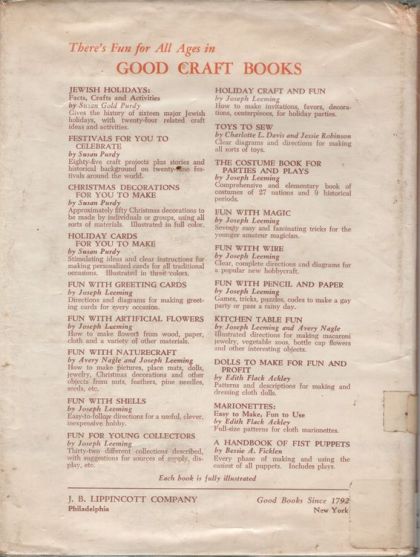 There's Fun for All Ages in
GOOD CRAFT BOOKS
JEWISH HOLIDAYS:
Facts, Crafts and Activities
by Susan Gold Purdy
Gives the history of sixteen major Jewish
holidays, with twenty-four related craft
ideas and activities.
FESTIVALS FOR YOU TO
CELEBRATE
by Susan Purdy
Eighty-five craft projects plus stories and
historical background on twenty-nine fes-
tivals around the world.
CHRISTMAS DECORATIONS
FOR YOU TO MAKE
by Susan Purdy
Approximately fifty Christmas decorations to
be made by individuals or groups, using all
sorts of materials. Illustrated in full color.
HOLIDAY CARDS
FOR YOU TO MAKE
by Susan Purdy
Stimulating ideas and clear instructions for
making personalized cards for all traditional
occasions. Illustrated in three colors.
FUN WITH GREETING CARDS
by Joseph Leeming
Directions and diagrams for making greet-
ing cards for every occasion.
FUN WITH ARTIFICIAL FLOWERS
by Joseph Leeming
How to make flowers from wood, paper,
cloth and a variety of other materials.
FUN WITH NATURECRAFT
by Avery Nagle and Joseph Leeming
How to make pictures, place mats, dolls,
jewelry, Christmas decorations and other
objects from nuts, feathers, pine needles,
seeds, etc.
FUN WITH SHELLS
by Joseph Leeming
Easy-to-follow directions for a useful, clever,
inexpensive hobby.
FUN FOR YOUNG COLLECTORS
by Joseph Leeming
Thirty-two different collections described,
with suggestions for sources of supply, dis-
play, etc.
HOLIDAY CRAFT AND FUN
by Joseph Leeming
How to make invitations, favors, decora-
tions, centerpieces, for holiday parties.
TOYS TO SEW
by Charlotte L. Davis and Jessie Robinson
Clear diagrams and directions for making
all sorts of toys.
THE COSTUME BOOK FOR
PARTIES AND PLAYS
by Joseph Leeming
Comprehensive and elementary book of
costumes of 27 nations and 9 historical
periods.
FUN WITH MAGIC
by Joseph Leeming
Seventy easy and fascinating tricks for the
younger amateur magician.
FUN WITH WIRE
by Joseph Leeming
Clear, complete directions and diagrams for
a popular new hobbycraft.
FUN WITH PENCIL AND PAPER
by Joseph Leeming
Games, tricks, puzzles, codes to make a gay
party or pass a rainy day.
KITCHEN TABLE FUN
by Joseph Leeming and Avery Nagle
Illustrated directions for making macaroni
jewelry, vegetable soos, bottle cap flowers
and other interesting objects.
DOLLS TO MAKE FOR FUN AND
PROFIT
by Edith Flack Ackley
Patterns and descriptions for making and
dressing cloth dolls.
MARIONETTES:
Easy to Make, Fun to Use
by Edith Flack Ackley
Full-size patterns for cloth marionettes.
A HANDBOOK OF FIST PUPPETS
by Bessie A. Ficklen
Every phase of making and using the
easiest of all puppets. Includes plays.
Each book is fully illustrated
J. B. LIPPINCOTT COMPANY
Philadelphia
Good Books Since 1792
New York